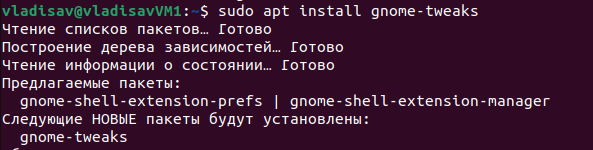 vladisav@vladisavVM1:~$ sudo apt install gnome-tweaks
Чтение списков пакетов… Готово
Построение дерева зависимостей… Готово
Чтение информации о состоянии… Готово
Предлагаемые пакеты:
gnome-shell-extension-prefs | gnome-shell-extension-manager
Следующие НОВЫЕ пакеты будут установлены:
gnome-tweaks